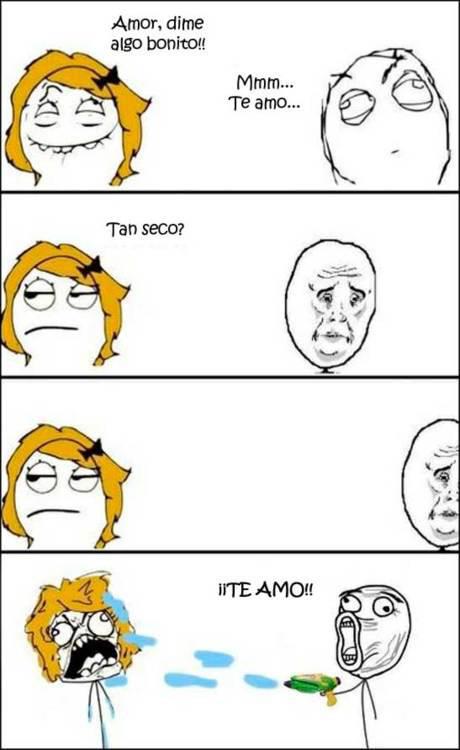 Amor, dime
algo bonito!!
Mmm...
Te amo...
Tan seco?
¡¡TE AMO!!